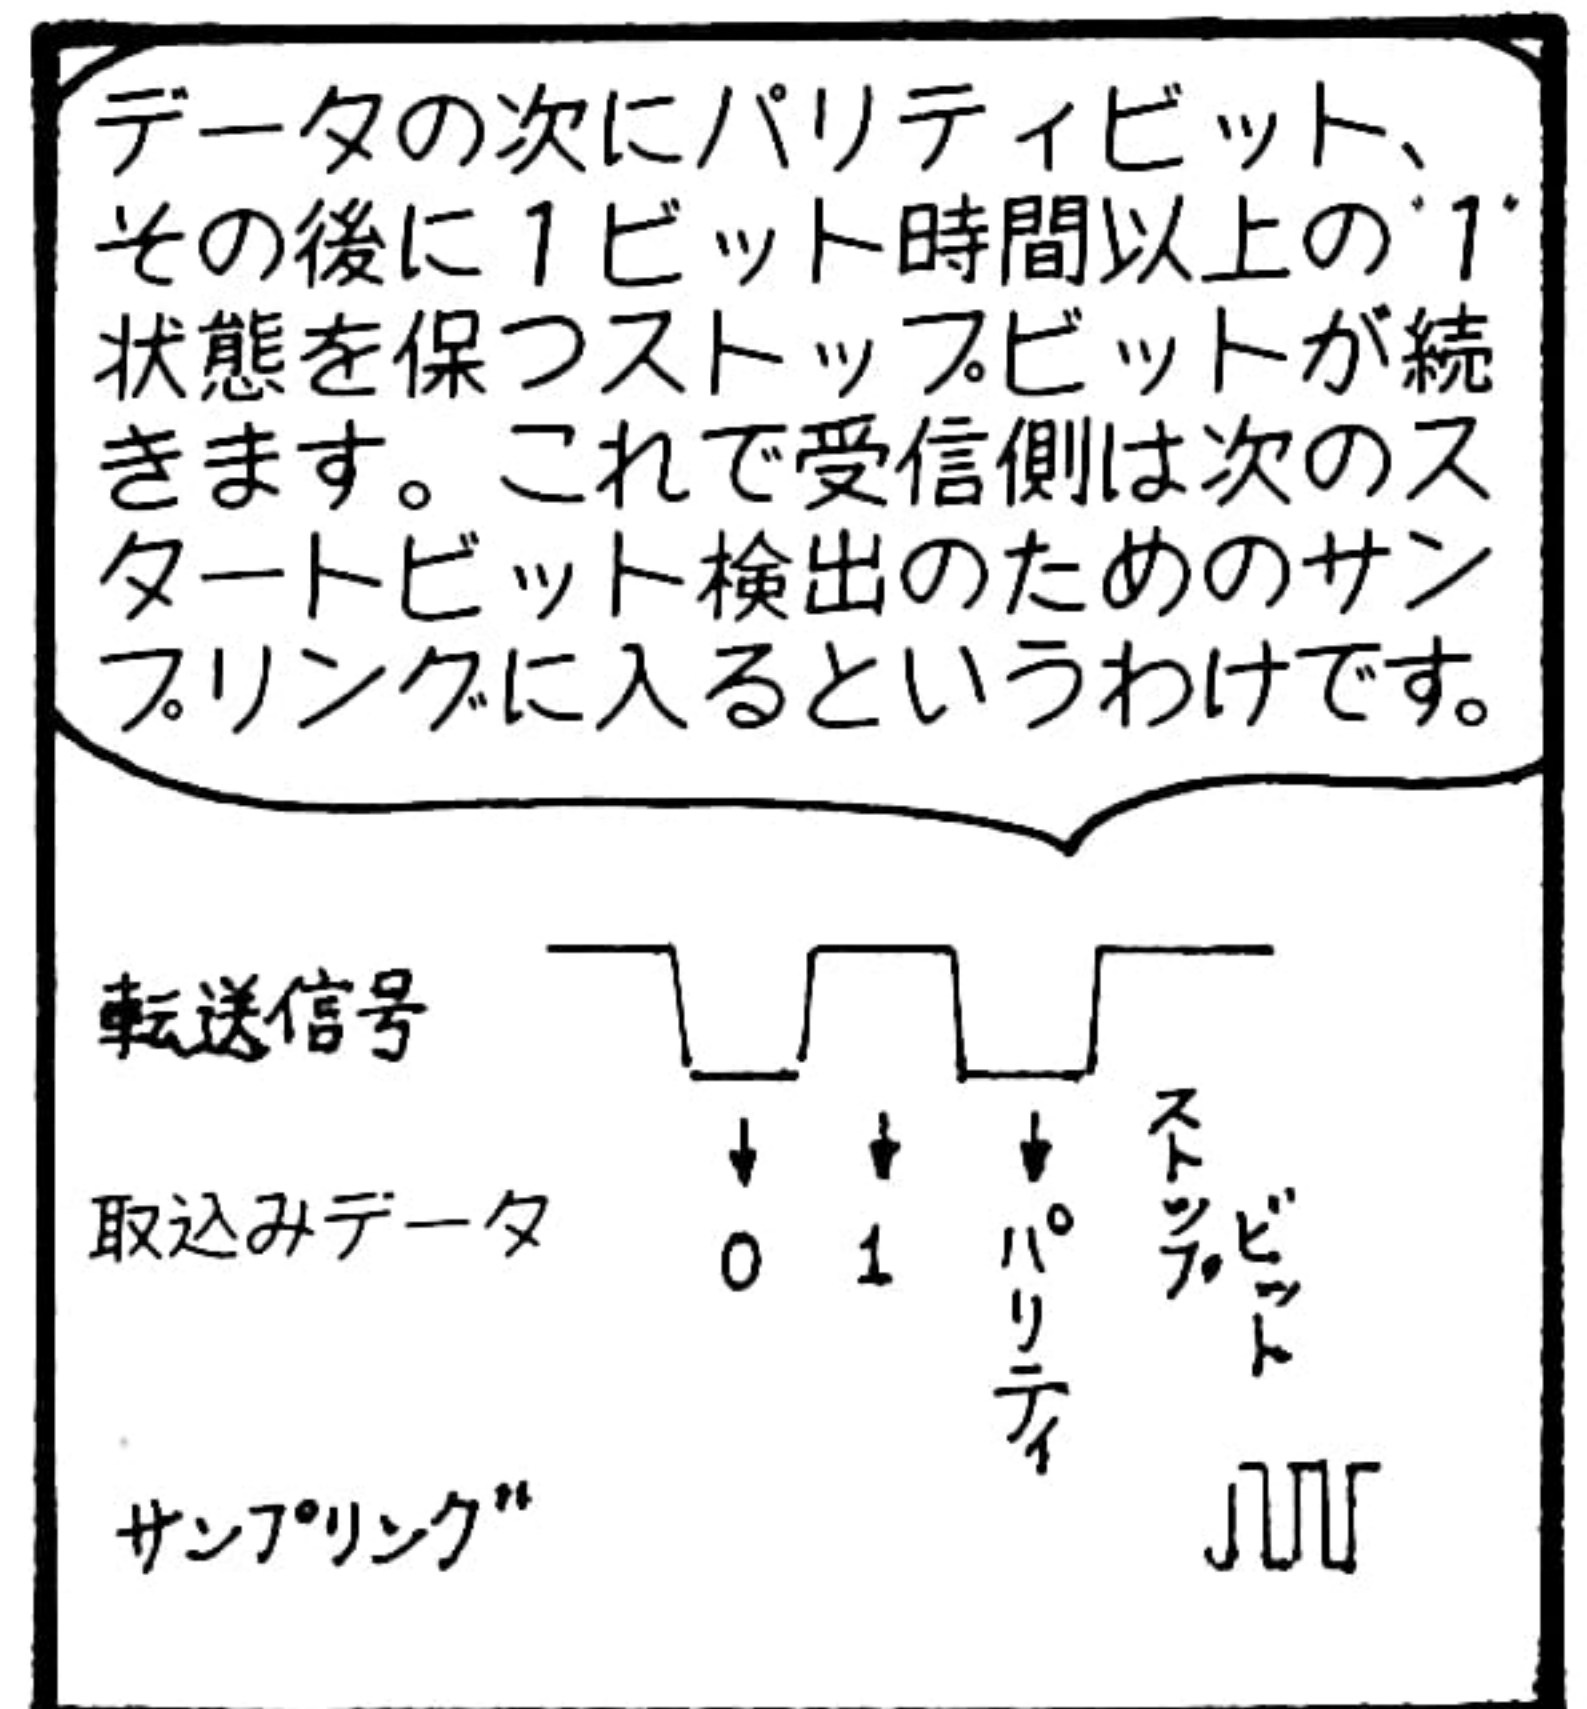 データの次にパリティビット、
その後に1ビット時間以上の"1"
状態を保つストップビットが続
きます。これで受信側は次のス
タートビット検出のためのサン
プリングに入るというわけです。
転送信号
取込みデータ
0 1 パリティ
ストップ
ビット
サンプリング